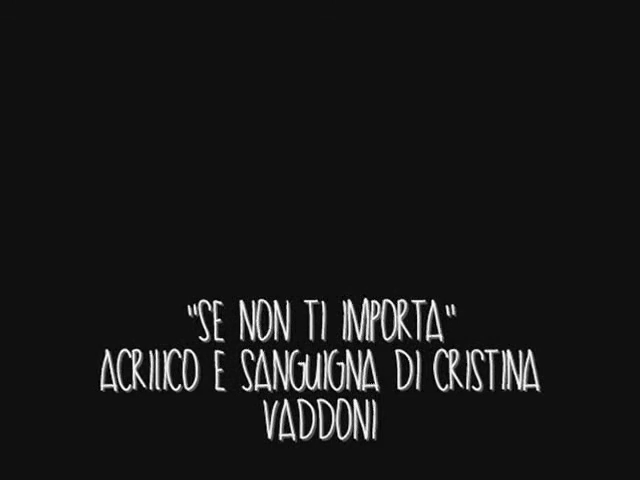 "SE NON TI IMPORTA"
ACRILICO E SANGUIGNA DI CRISTINA
VADDONI